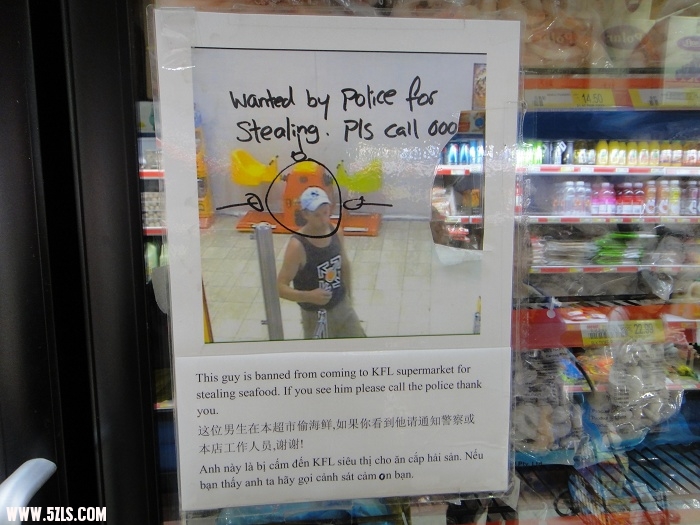 Wanted by Police for
Stealing. Pls call 000
This guy is banned from coming to KFL supermarket for
stealing seafood. If you see him please call the police thank
you.
这位男生在本超市偷海鲜,如果你看到他请通知警察或
本店工作人员,谢谢!
Anh này là bị cấm đến KFL siêu thị cho ăn cắp hải sản. Nếu
bạn thấy anh ta hãy gọi cảnh sát cảm on bạn.
WWW.5ZLS.COM